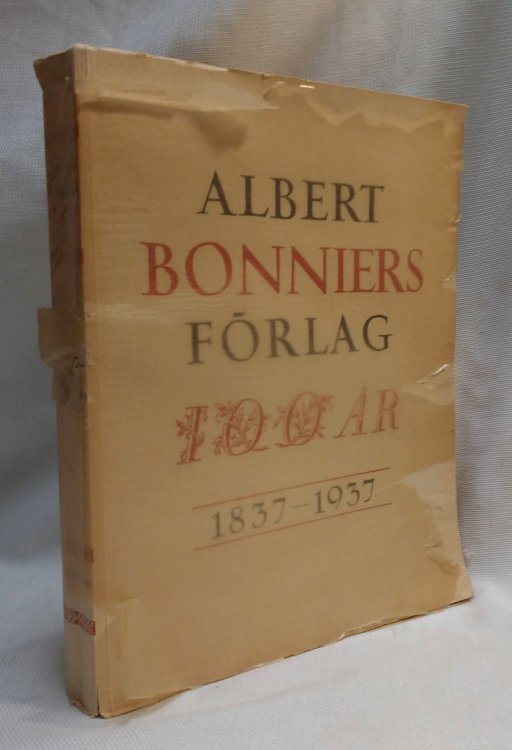 ALBERT
BONNIERS
FÖRLAG
100 ÅR
1837–1937